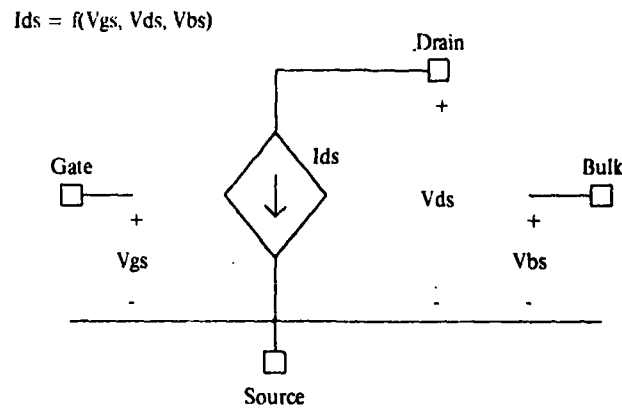 Ids = f(Vgs, Vds, Vbs)
Drain
+
Ids
Gate
Bulk
+
Vds
+
Vgs
Vbs
-
-
-
Source